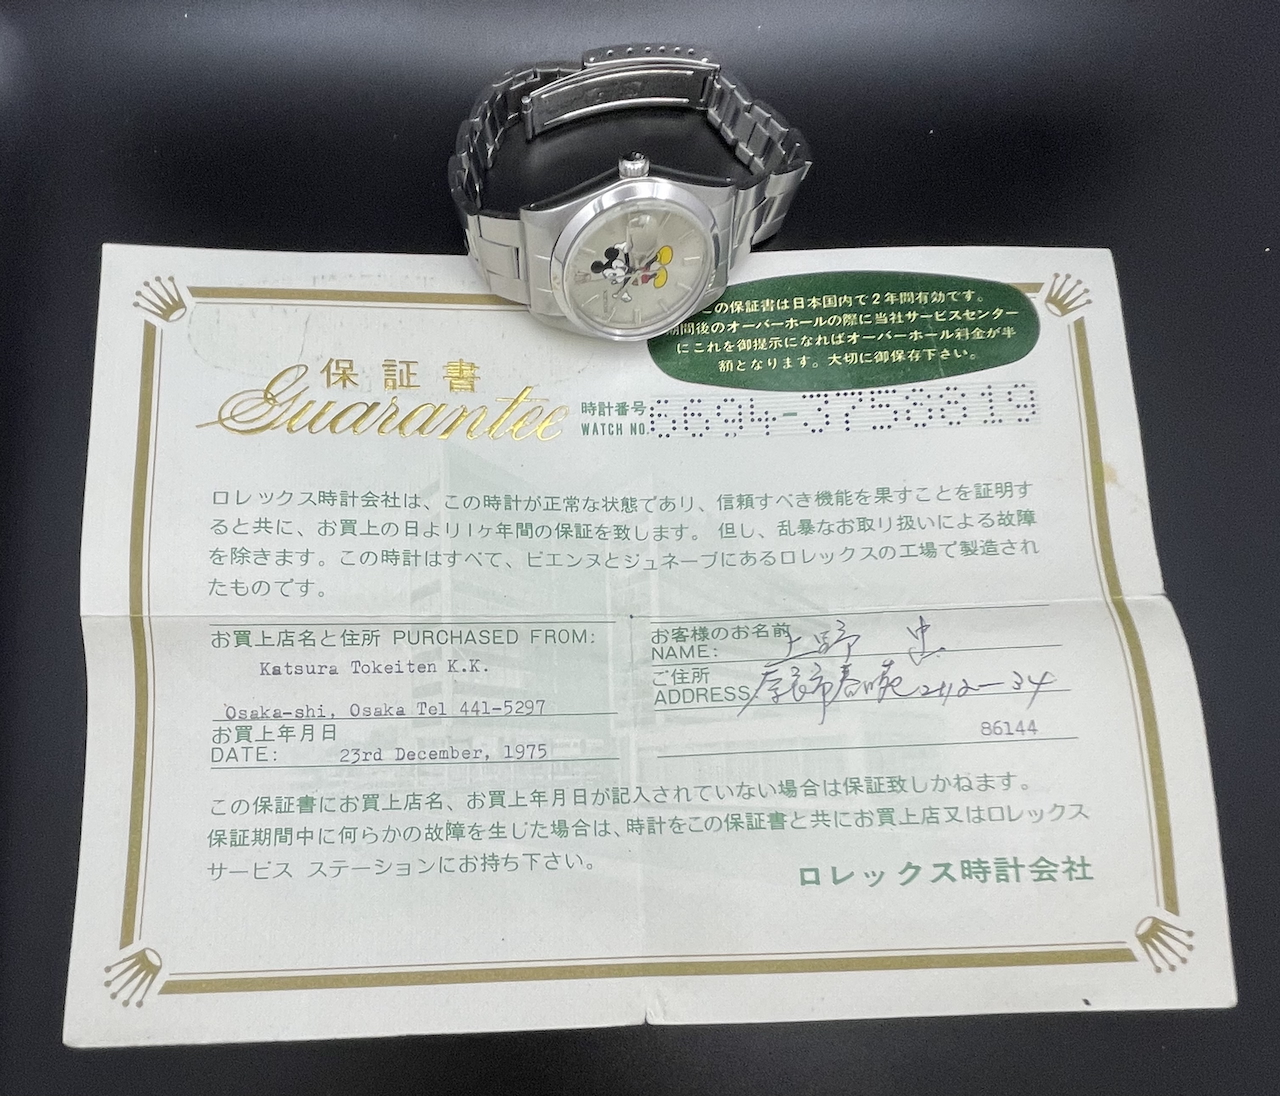 この保証書は日本国内で2年間有効です。
期間後のオーバーホールの際に当社サービスセンター
にこれを御提示になればオーバーホール料金が半
額となります。大切に御保存下さい。
保証書
Guarantee
時計番号
WATCH NO. 6694-3758819
ロレックス時計会社は、この時計が正常な状態であり、信頼すべき機能を果すことを証明す
ると共に、お買上の日より1ヶ年間の保証を致します。但し、乱暴なお取り扱いによる故障
を除きます。この時計はすべて、ビエンヌとジュネーブにあるロレックスの工場で製造され
たものです。
お買上店名と住所 PURCHASED FROM:
Katsura Tokeiten K.K.
Osaka-shi, Osaka Tel 441-5297
お買上年月日
DATE: 23rd December, 1975
お客様のお名前
NAME: 上野 忠
ご住所
ADDRESS 奈良市
86144
この保証書にお買上店名、お買上年月日が記入されていない場合は保証致しかねます。
保証期間中に何らかの故障を生じた場合は、時計をこの保証書と共にお買上店又はロレックス
サービス ステーションにお持ち下さい。
ロレックス時計会社